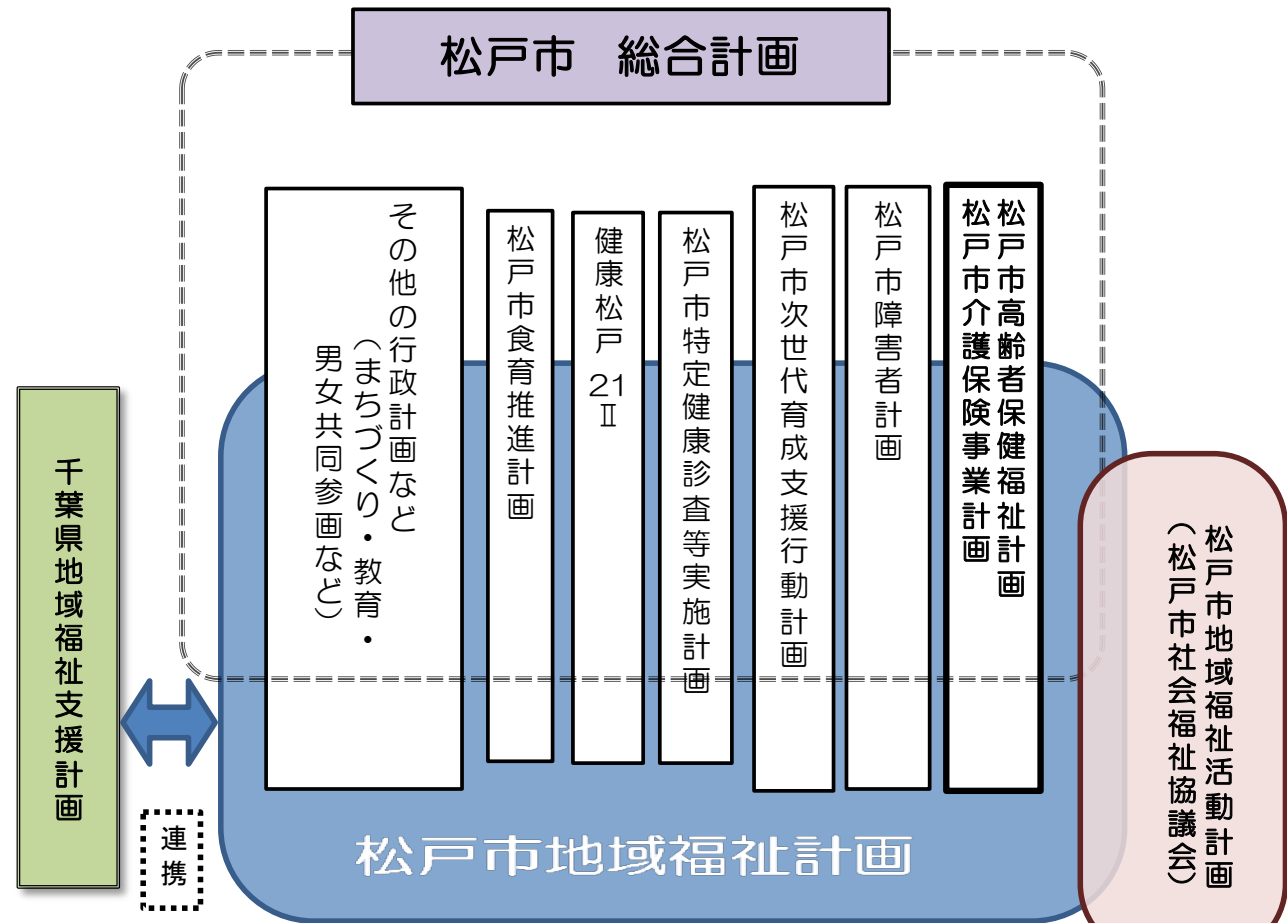 松戸市　総合計画
松戸市高齢者保健福祉計画
松戸市介護保険事業計画
松戸市障害者計画
松戸市次世代育成支援行動計画
松戸市特定健康診査等実施計画
健康松戸21Ⅱ
松戸市食育推進計画
その他の行政計画など
（まちづくり・教育・
男女共同参画など）
千葉県地域福祉支援計画
連携
松戸市地域福祉計画
松戸市地域福祉活動計画
（松戸市社会福祉協議会）